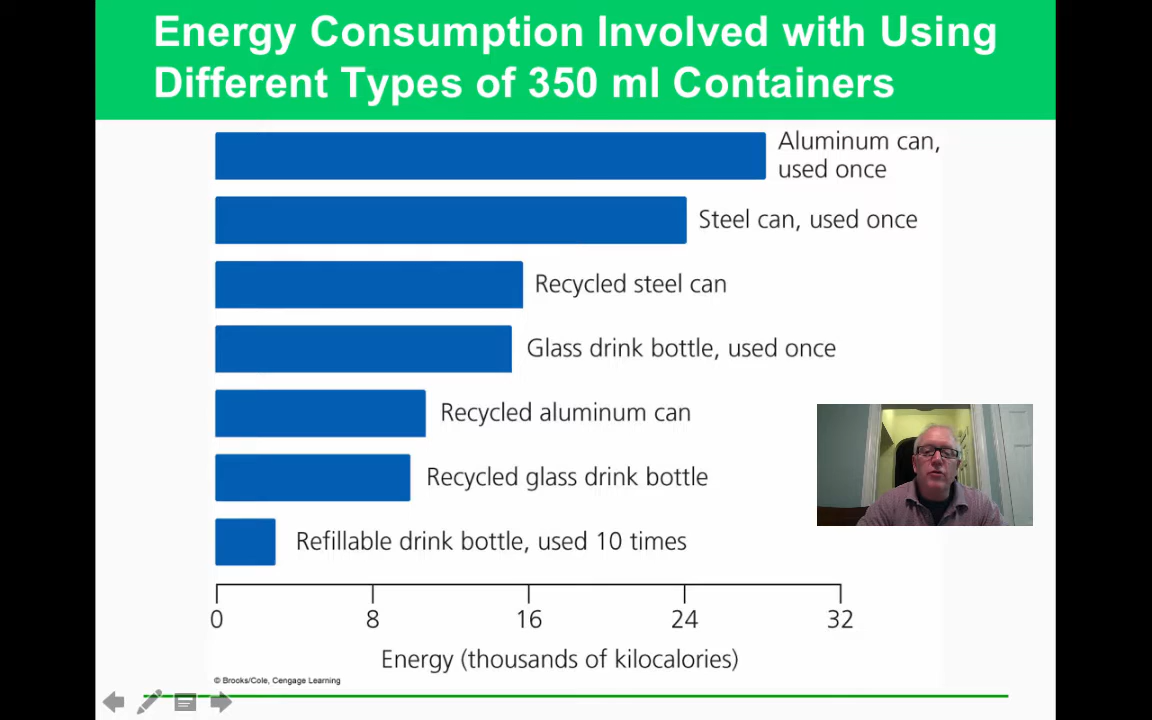 Energy Consumption Involved with Using
Different Types of 350 ml Containers
Aluminum can,
used once
Steel can, used once
Recycled steel can
Glass drink bottle, used once
Recycled aluminum can
Recycled glass drink bottle
Refillable drink bottle, used 10 times
0 8 16 24 32
Energy (thousands of kilocalories)
© Brooks/Cole, Cengage Learning